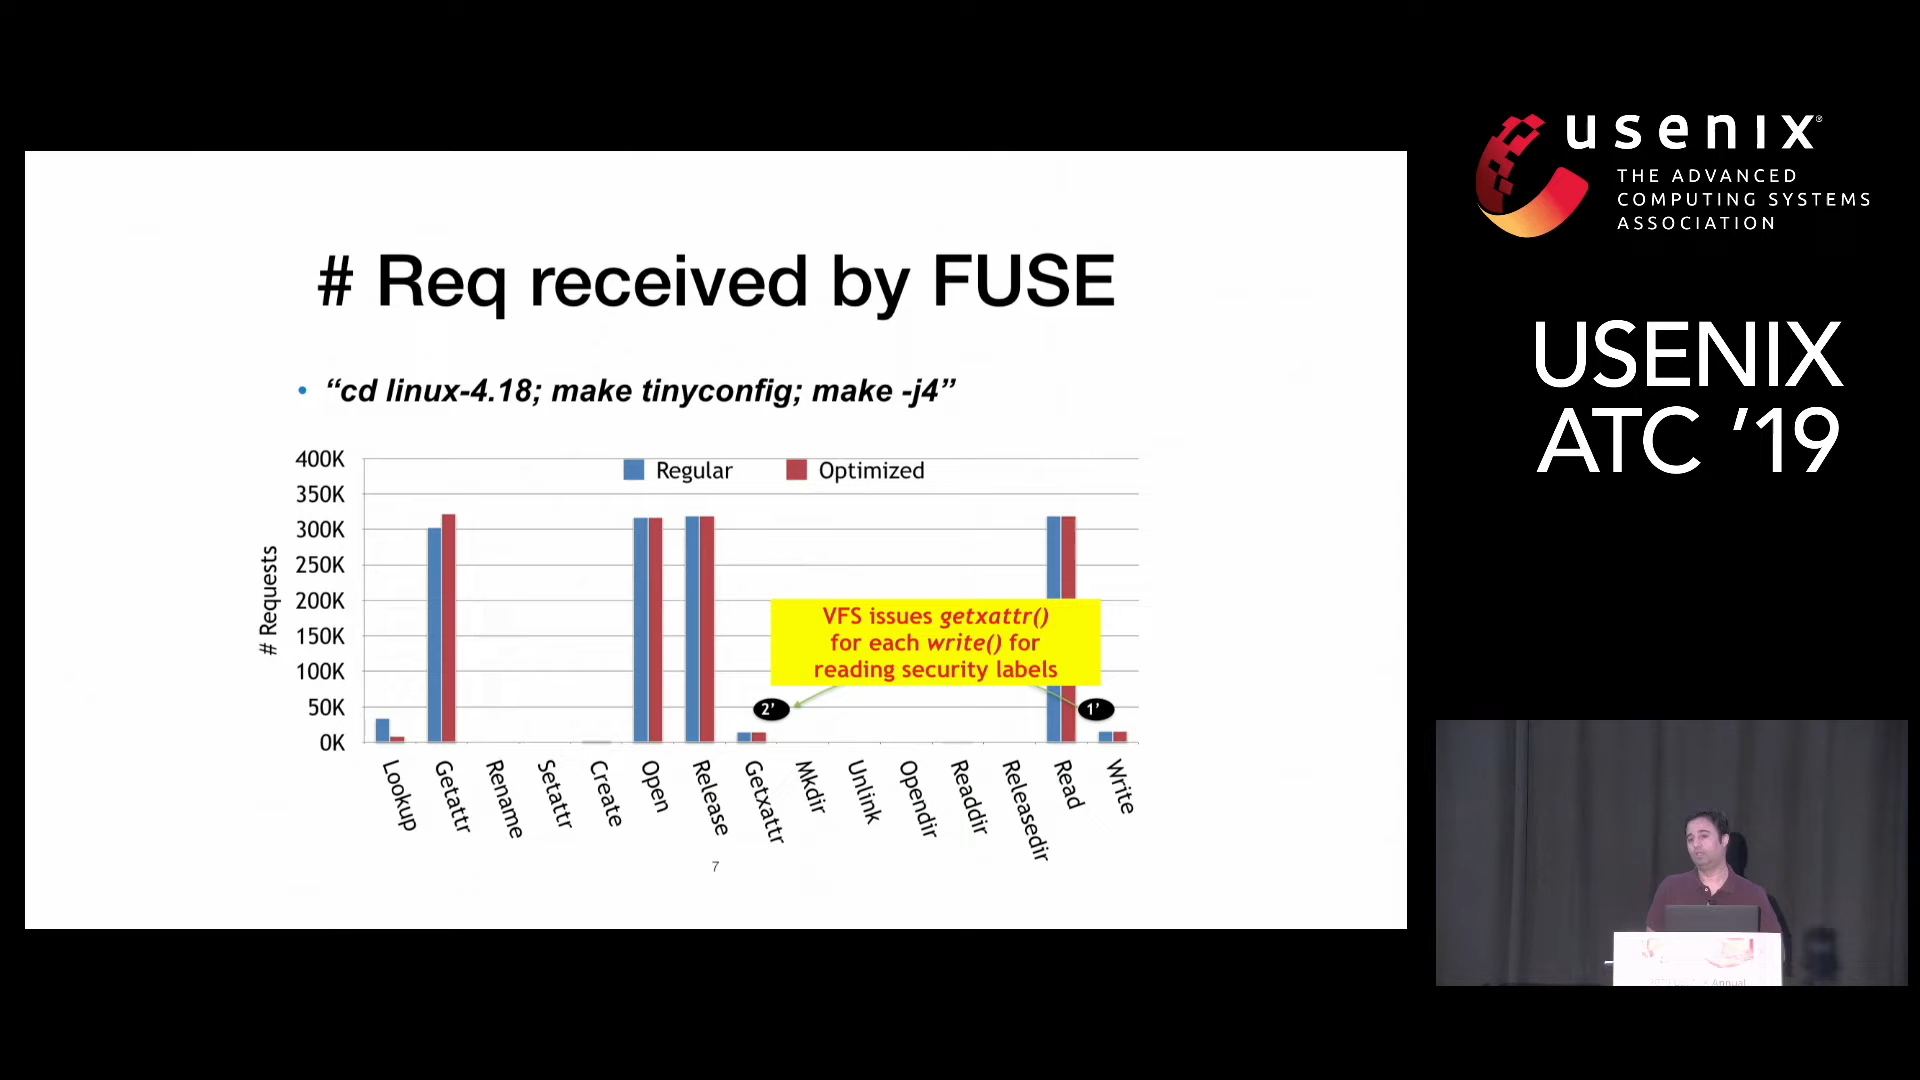 # Req received by FUSE
• “cd linux-4.18; make tinyconfig; make -j4”
400K
350K
300K
250K
200K
150K
100K
50K
0K
# Requests
Regular
Optimized
VFS issues getxattr()
for each write() for
reading security labels
2’
1’
Lookup
Getattr
Rename
Setattr
Create
Open
Release
Getxattr
Mkdir
Unlink
Opendir
Readdir
Releasedir
Read
Write
7
usenix®
THE ADVANCED
COMPUTING SYSTEMS
ASSOCIATION
USENIX
ATC ’19
Annual